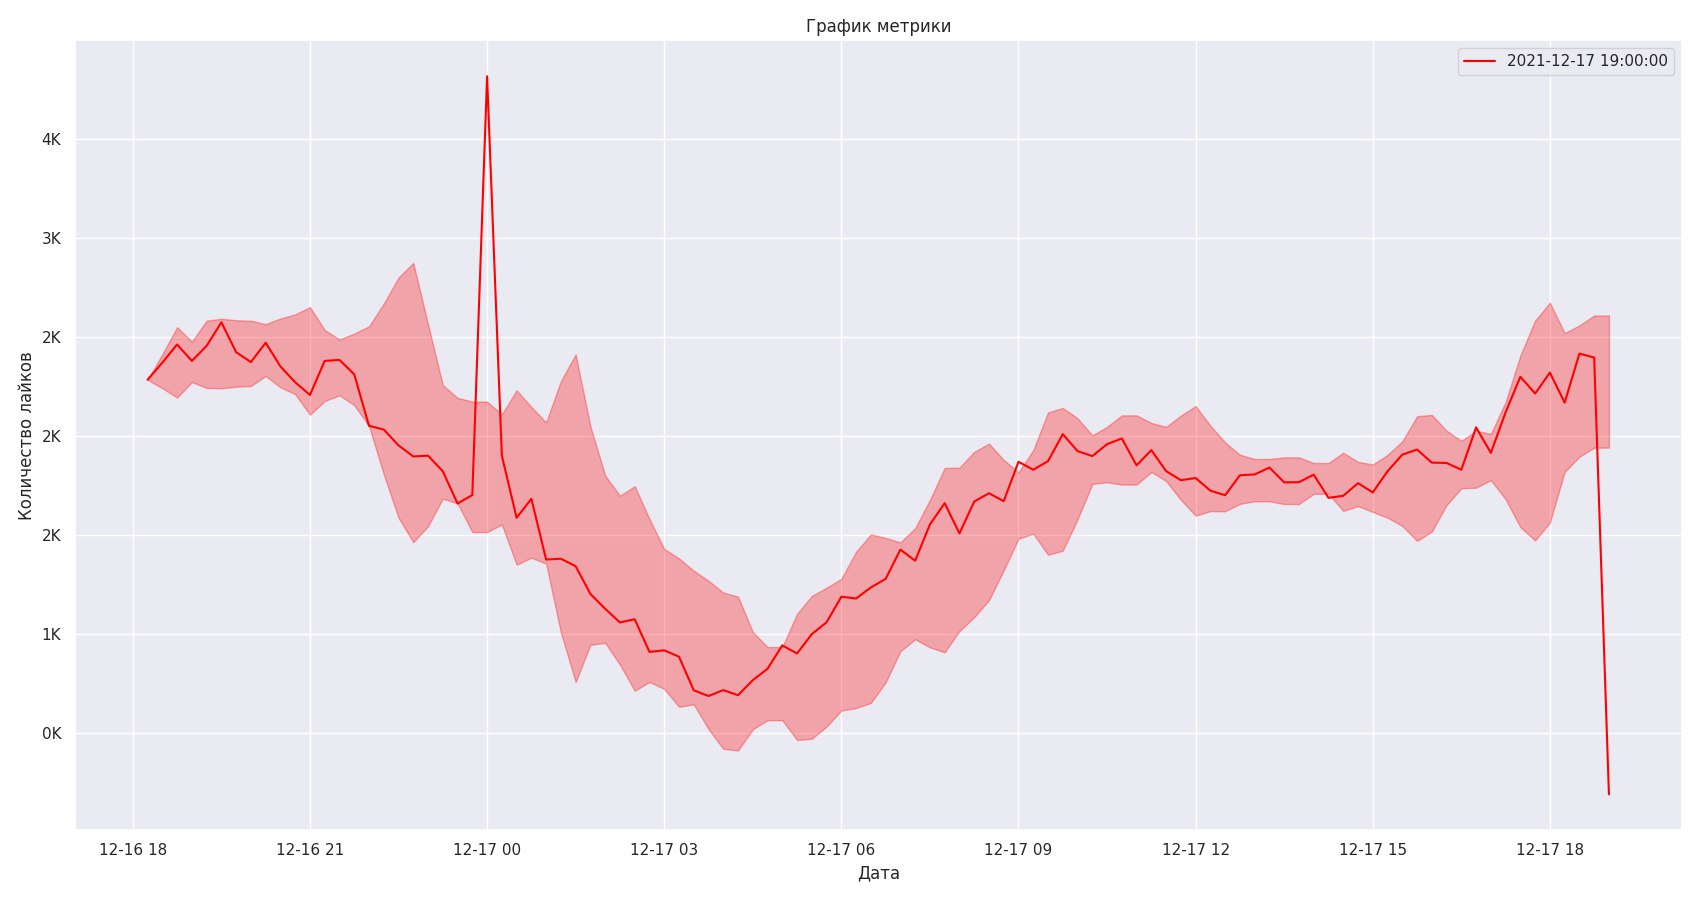 График метрики
2021-12-17 19:00:00
Количество лайков
4K
3K
2K
2K
2K
1K
0K
12-16 18
12-16 21
12-17 00
12-17 03
12-17 06
12-17 09
12-17 12
12-17 15
12-17 18
Дата